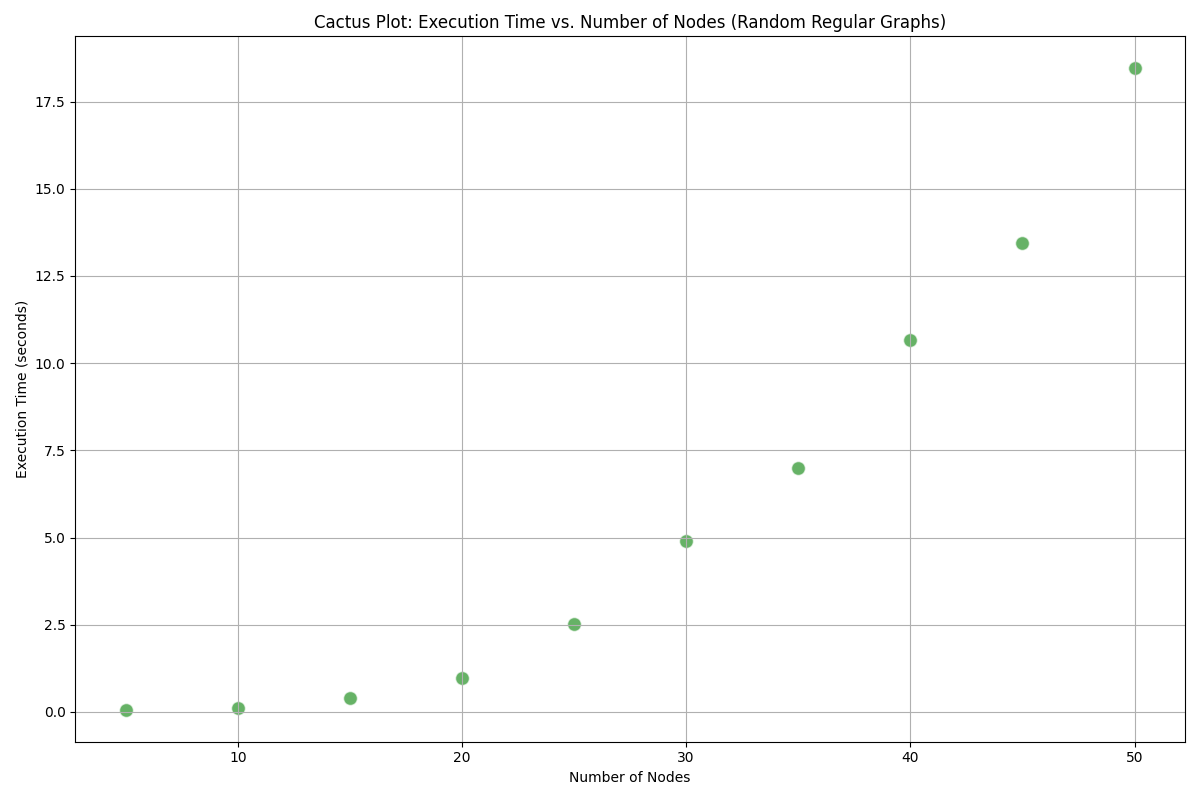 Cactus Plot: Execution Time vs. Number of Nodes (Random Regular Graphs)
Execution Time (seconds)
17.5
15.0
12.5
10.0
7.5
5.0
2.5
0.0
10 20 30 40 50
Number of Nodes